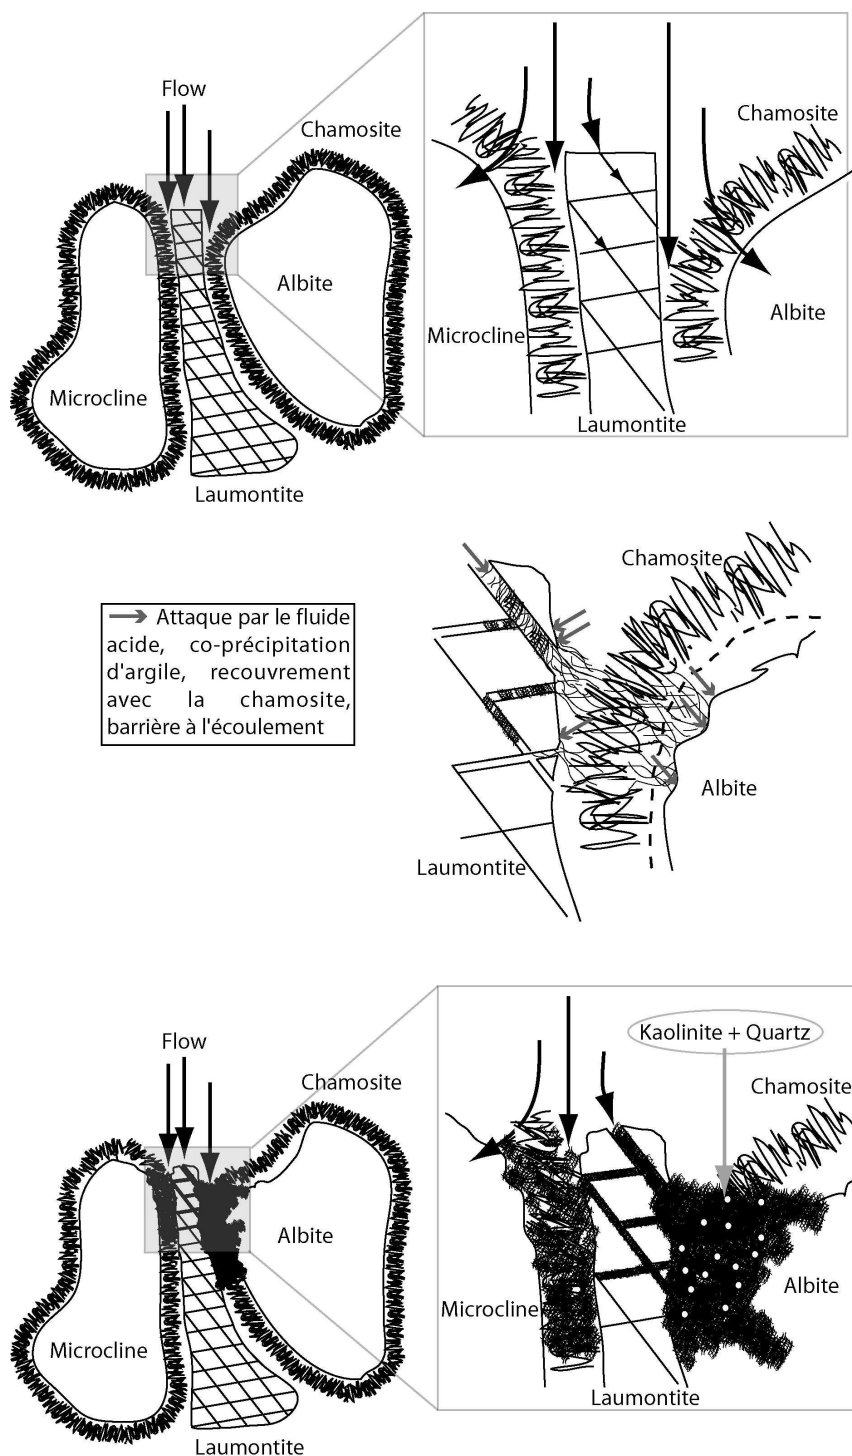 Flow
Chamosite
Albite
Microcline
Laumontite
Chamosite
Microcline
Albite
Laumontite
Attaque par le fluide
acide, co-précipitation
d'argile, recouvrement
avec la chamosite,
barrière à l'écoulement
Chamosite
Albite
Laumontite
Flow
Chamosite
Albite
Microcline
Laumontite
Kaolinite + Quartz
Chamosite
Albite
Microcline
Laumontite